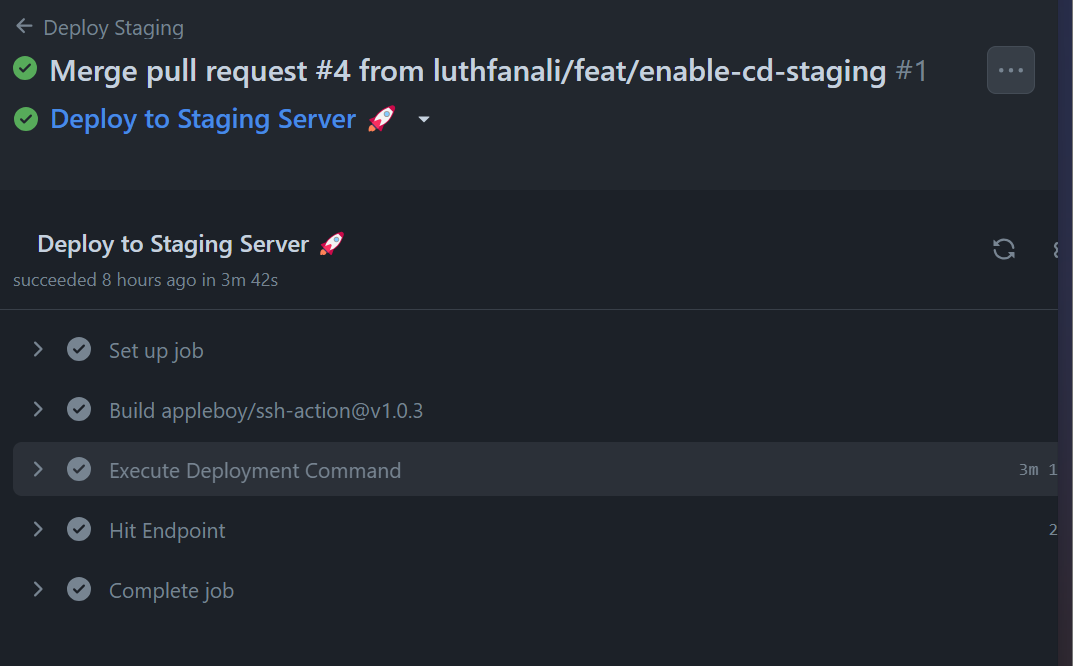 Deploy Staging
Merge pull request #4 from luthfanali/feat/enable-cd-staging #1
Deploy to Staging Server 🚀
Deploy to Staging Server 🚀
succeeded 8 hours ago in 3m 42s
Set up job
Build appleboy/ssh-action@v1.0.3
Execute Deployment Command 3m 1
Hit Endpoint 2
Complete job